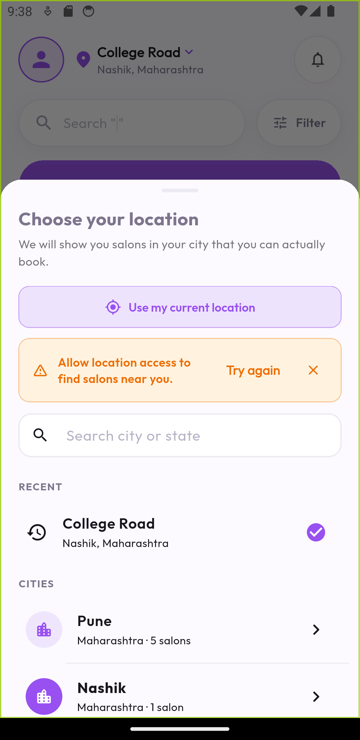 9:38
College Road
Nashik, Maharashtra
Search "|"
Filter
Choose your location
We will show you salons in your city that you can actually
book.
Use my current location
Allow location access to
find salons near you.
Try again
Search city or state
RECENT
College Road
Nashik, Maharashtra
CITIES
Pune
Maharashtra · 5 salons
Nashik
Maharashtra · 1 salon